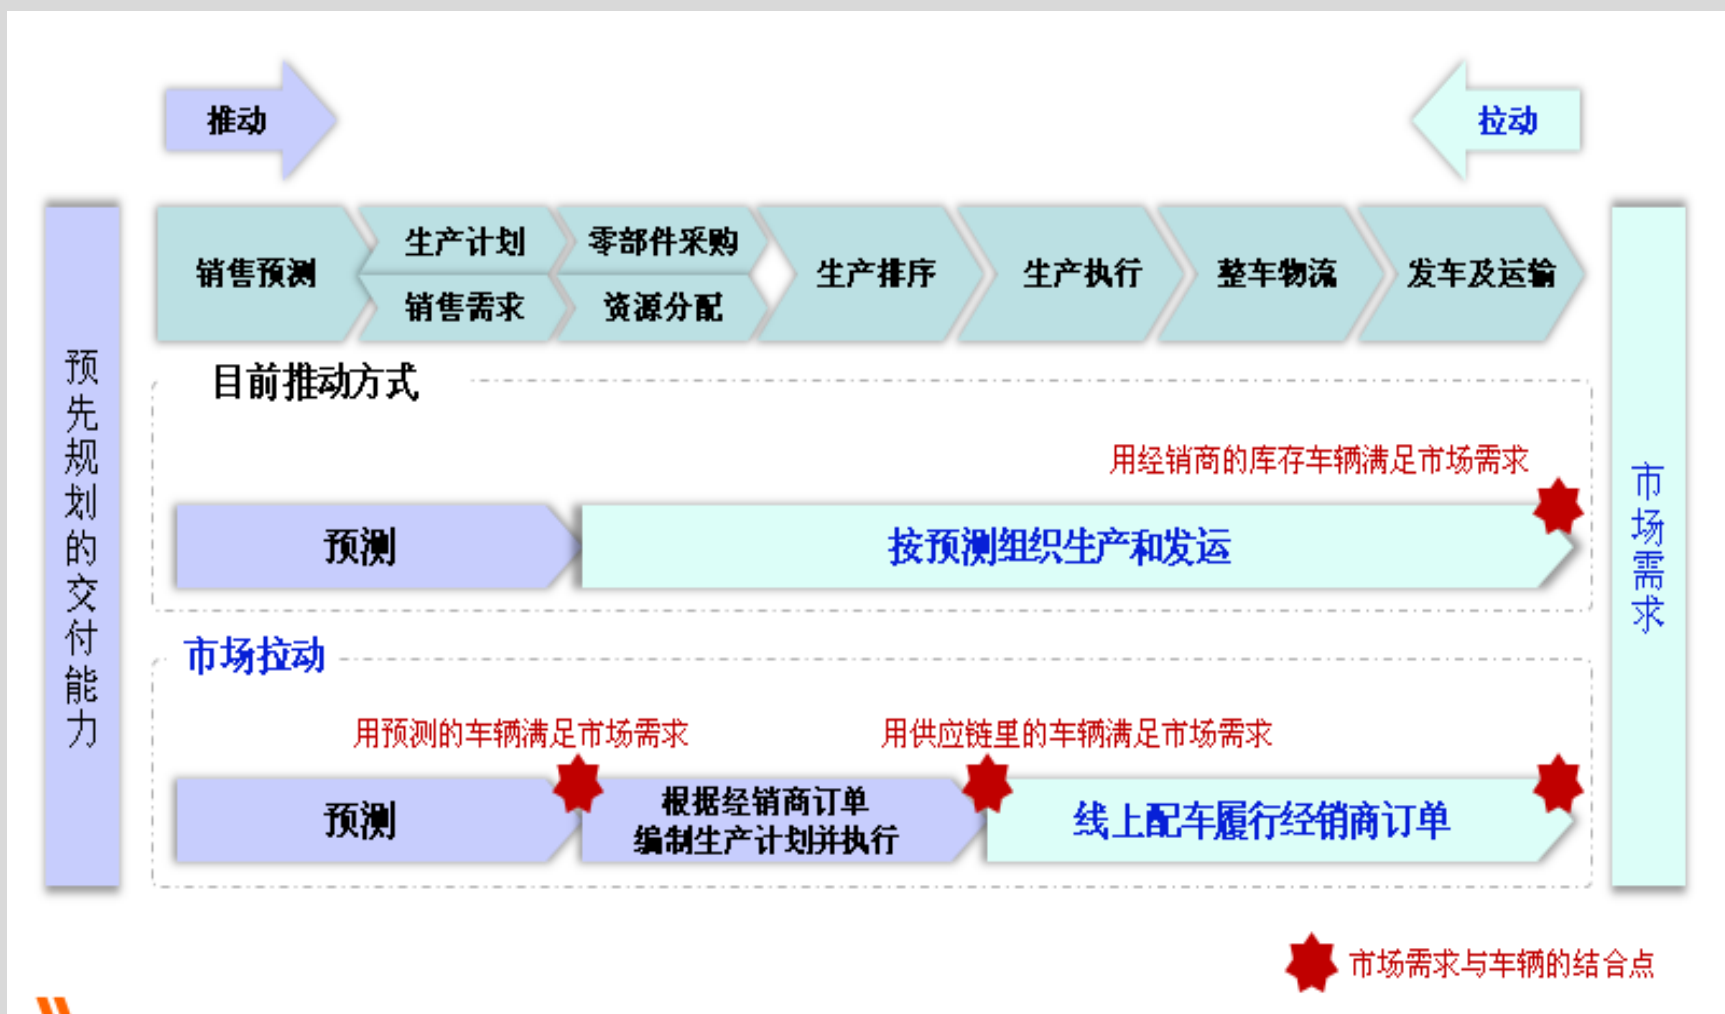 推动
拉动
销售预测
生产计划
零部件采购
销售需求
资源分配
生产排序
生产执行
整车物流
发车及运输
预先规划的交付能力
市场需求
目前推动方式
用经销商的库存车辆满足市场需求
预测
按预测组织生产和发运
市场拉动
用预测的车辆满足市场需求
用供应链里的车辆满足市场需求
预测
根据经销商订单
编制生产计划并执行
线上配车履行经销商订单
市场需求与车辆的结合点